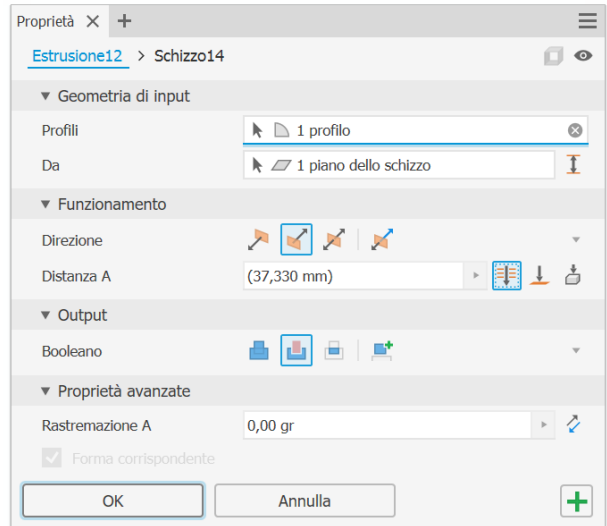 Proprietà
Estrusione12 > Schizzo14
Geometria di input
Profili 1 profilo
Da 1 piano dello schizzo
Funzionamento
Direzione
Distanza A (37,330 mm)
Output
Booleano
Proprietà avanzate
Rastremazione A 0,00 gr
Forma corrispondente
OK Annulla